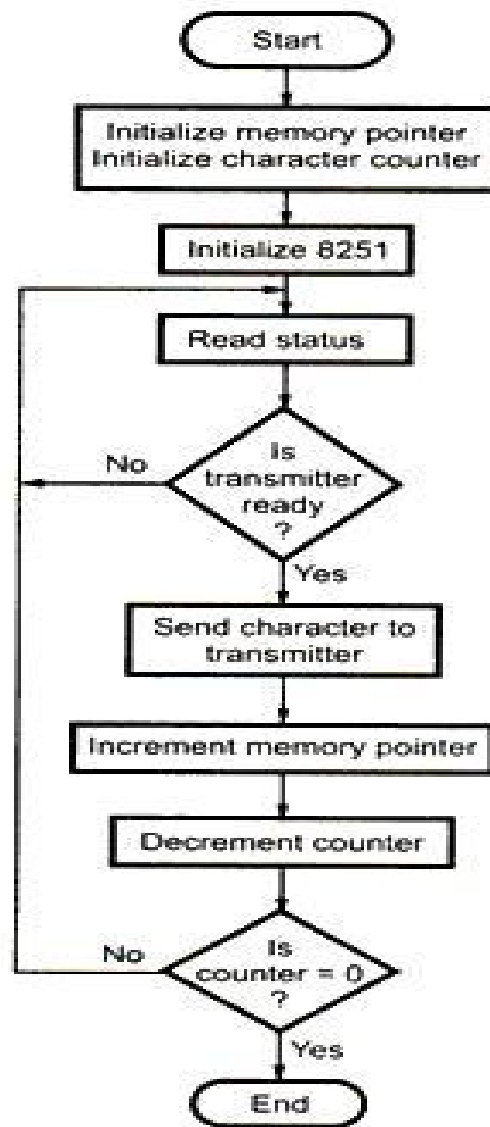 Start
Initialize memory pointer
Initialize character counter
Initialize 8251
Read status
Is
transmitter
ready
?
No
Yes
Send character to
transmitter
Increment memory pointer
Decrement counter
Is
counter = 0
?
No
Yes
End